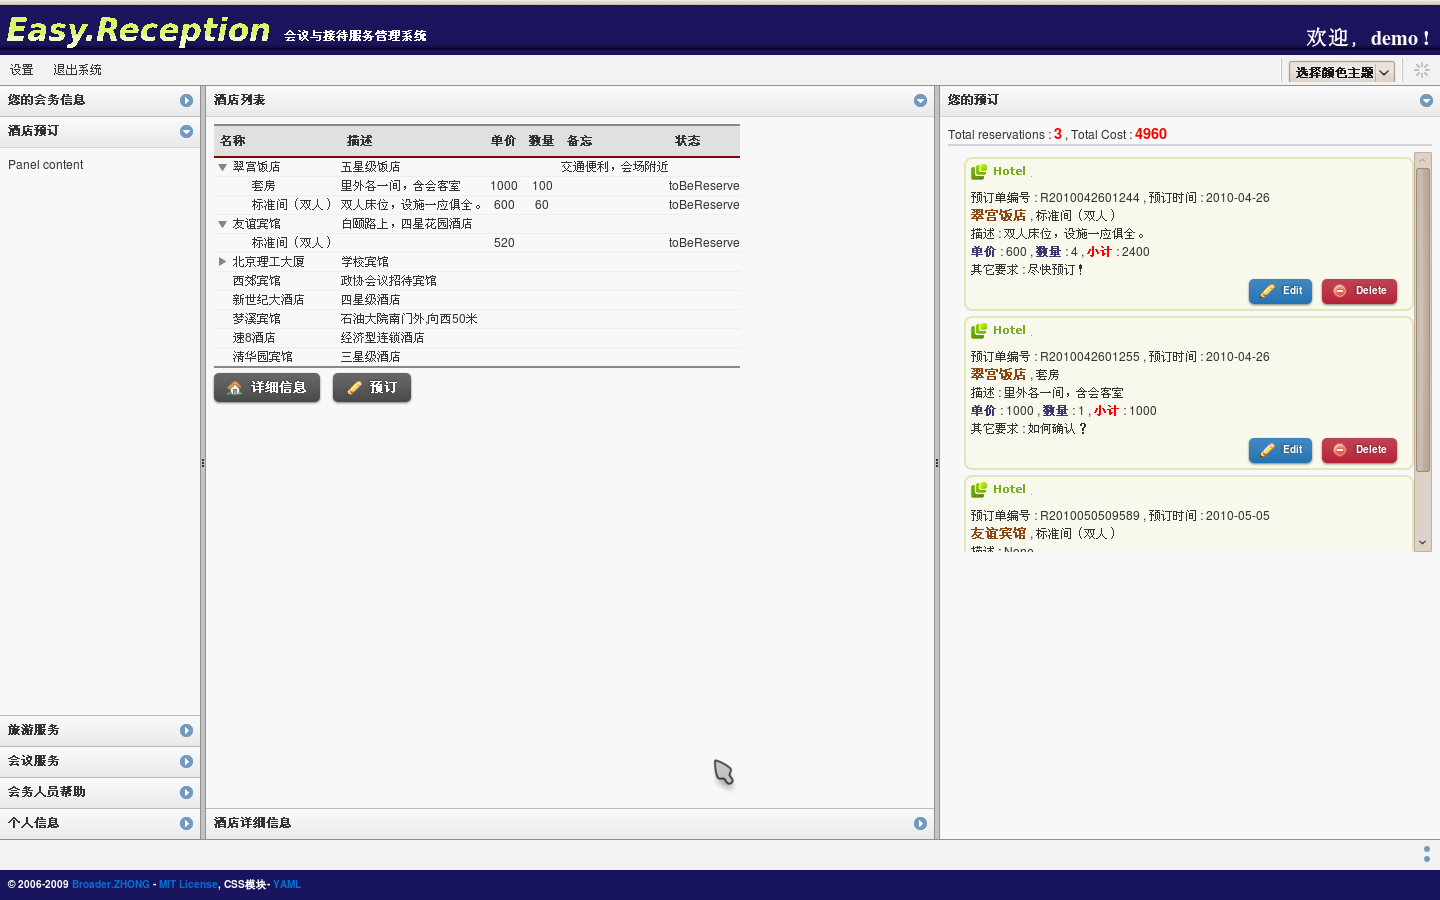 Easy.Reception 会议与接待服务管理系统
欢迎，demo !
设置 退出系统
选择颜色主题
您的会务信息
酒店预订
Panel content
旅游服务
会议服务
会务人员帮助
个人信息
酒店列表
名称 描述 单价 数量 备忘 状态
翠宫饭店 五星级饭店 交通便利，会场附近
套房 里外各一间，含会客室 1000 100 toBeReserve
标准间（双人） 双人床位，设施一应俱全。 600 60 toBeReserve
友谊宾馆 白颐路上，四星花园酒店
标准间（双人） 520 toBeReserve
北京理工大厦 学校宾馆
西郊宾馆 政协会议招待宾馆
新世纪大酒店 四星级酒店
梦溪宾馆 石油大院南门外,向西50米
速8酒店 经济型连锁酒店
清华园宾馆 三星级酒店
详细信息 预订
酒店详细信息
您的预订
Total reservations : 3 , Total Cost : 4960
Hotel .
预订单编号 : R2010042601244 , 预订时间 : 2010-04-26
翠宫饭店 , 标准间（双人）
描述 : 双人床位，设施一应俱全。
单价 : 600 , 数量 : 4 , 小计 : 2400
其它要求 : 尽快预订！
Edit Delete
Hotel .
预订单编号 : R2010042601255 , 预订时间 : 2010-04-26
翠宫饭店 , 套房
描述 : 里外各一间，含会客室
单价 : 1000 , 数量 : 1 , 小计 : 1000
其它要求 : 如何确认？
Edit Delete
Hotel .
预订单编号 : R2010050509589 , 预订时间 : 2010-05-05
友谊宾馆 , 标准间（双人）
描述 : None
© 2006-2009 Broader.ZHONG - MIT License, CSS模块- YAML